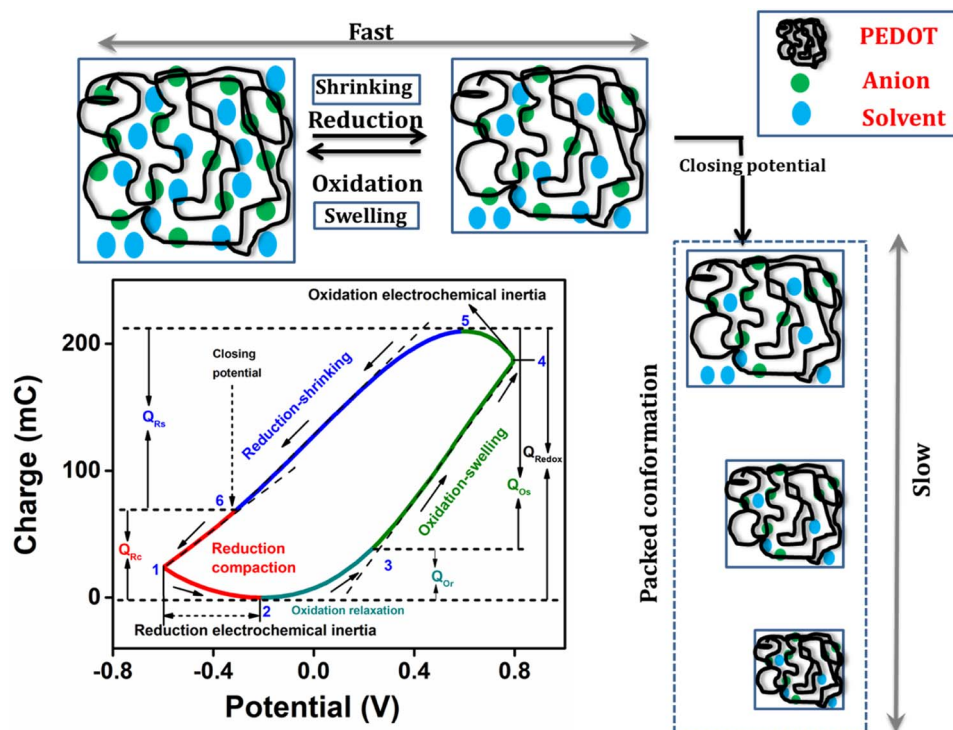 Fast
Shrinking
Reduction
Oxidation
Swelling
PEDOT
Anion
Solvent
Closing potential
Packed conformation
Slow
Oxidation electrochemical inertia
5
4
Closing
potential
Reduction-shrinking
Q_Rs
Oxidation-swelling
Q_Redox
Q_Os
6
Q_Rc
Reduction
compaction
1
3
Q_Or
2
Oxidation relaxation
Reduction electrochemical inertia
Charge (mC)
200
100
0
-0.8
-0.4
0.0
0.4
0.8
Potential (V)